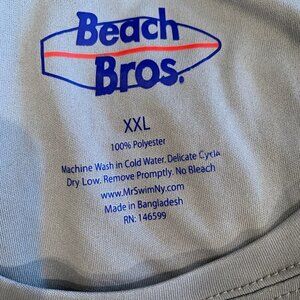 Beach
Bros.
XXL
100% Polyester
Machine Wash in Cold Water. Delicate Cycle
Dry Low. Remove Promptly. No Bleach
www.MrSwimNy.com
Made in Bangladesh
RN: 146599